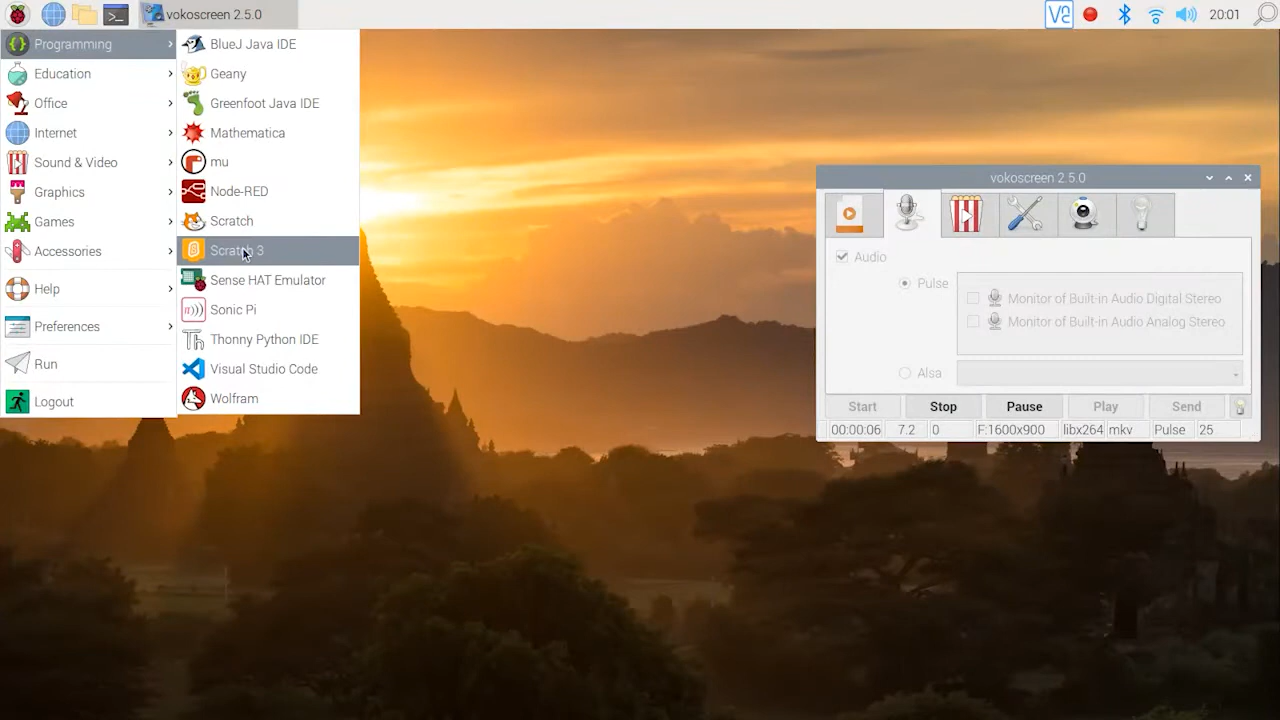 vokoscreen 2.5.0
VC
20:01
Programming
Education
Office
Internet
Sound & Video
Graphics
Games
Accessories
Help
Preferences
Run
Logout
BlueJ Java IDE
Geany
Greenfoot Java IDE
Mathematica
mu
Node-RED
Scratch
Scratch 3
Sense HAT Emulator
Sonic Pi
Thonny Python IDE
Visual Studio Code
Wolfram
vokoscreen 2.5.0
Audio
Pulse
Monitor of Built-in Audio Digital Stereo
Monitor of Built-in Audio Analog Stereo
Alsa
Start Stop Pause Play Send
00:00:06 7.2 0 F:1600x900 libx264 mkv Pulse 25